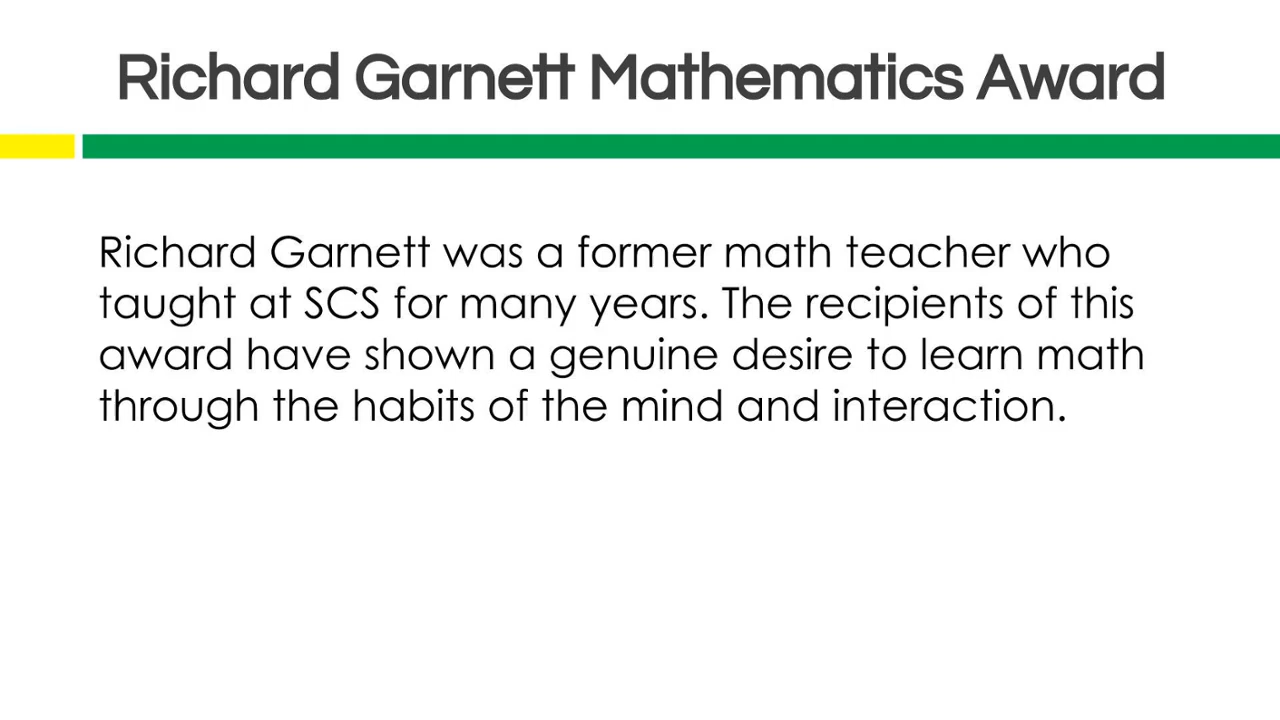 Richard Garnett Mathematics Award
Richard Garnett was a former math teacher who
taught at SCS for many years. The recipients of this
award have shown a genuine desire to learn math
through the habits of the mind and interaction.